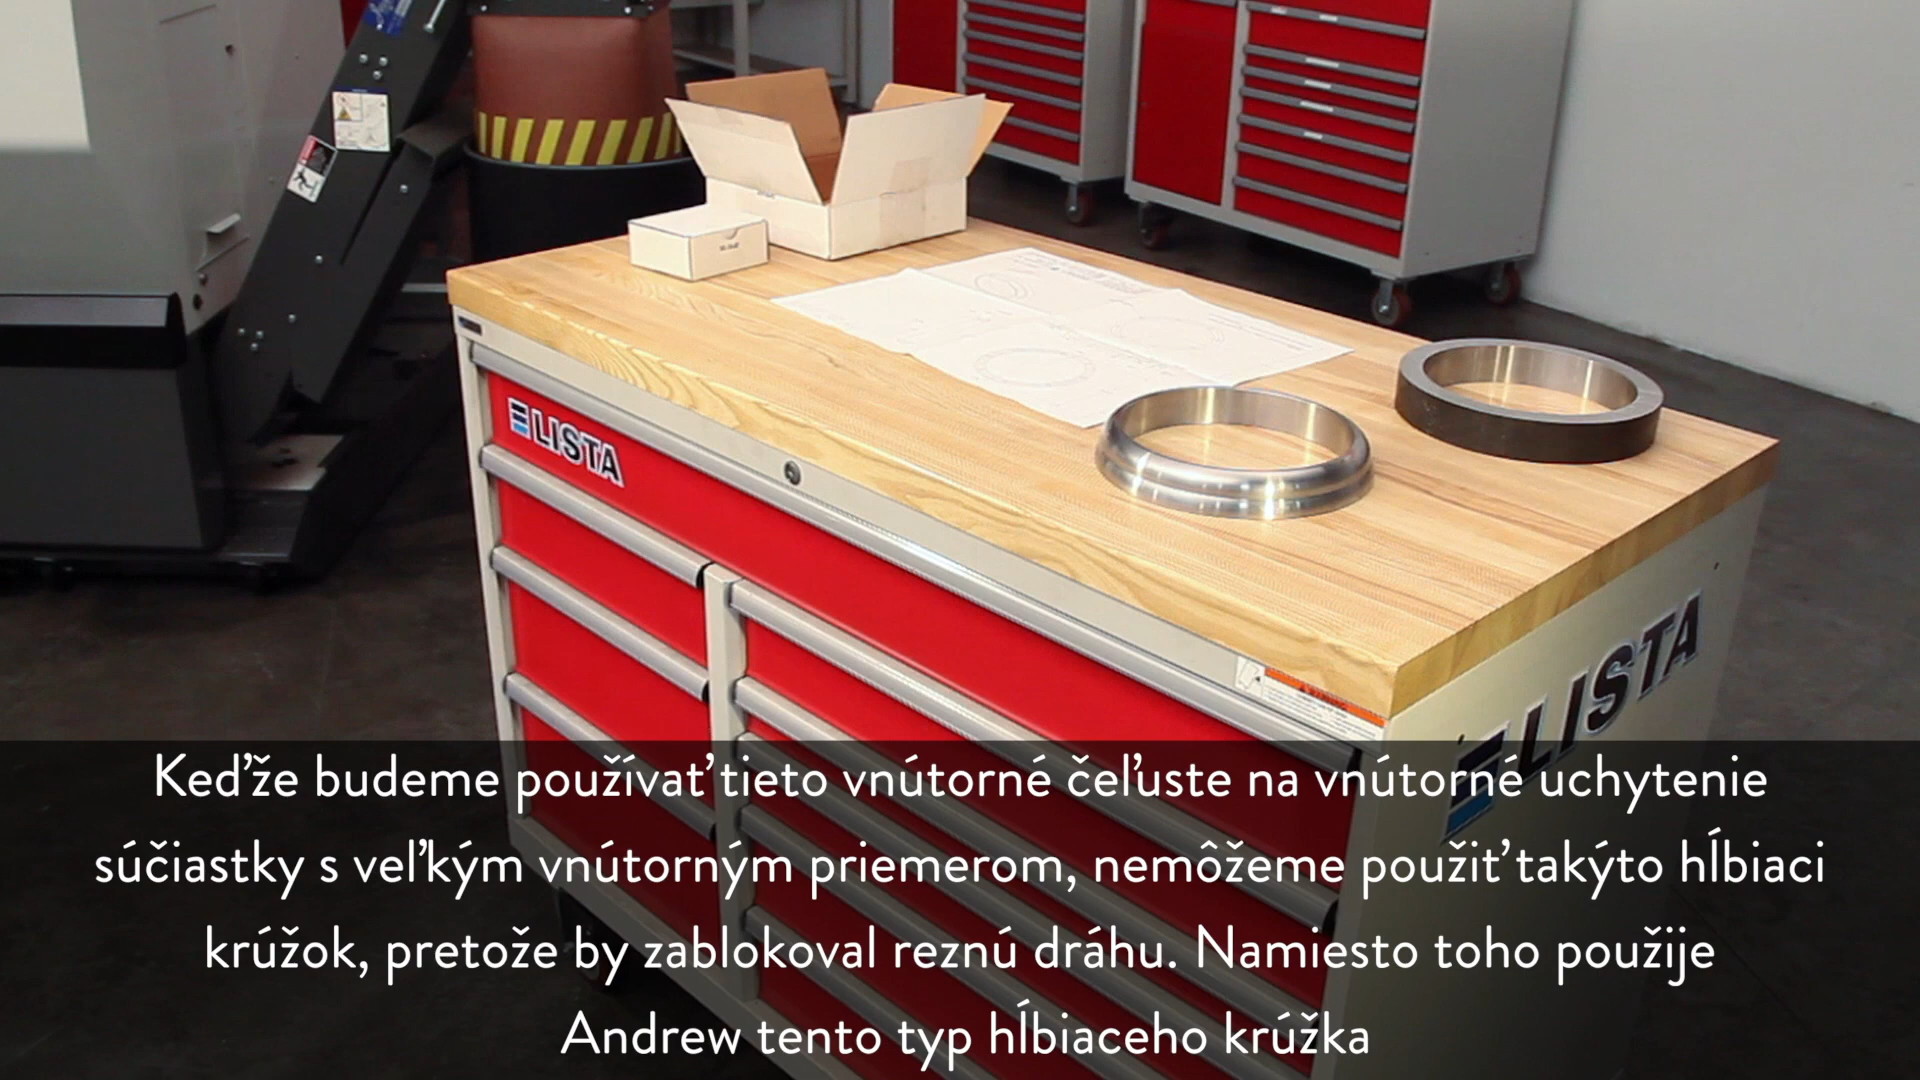 LISTA
LISTA
Keďže budeme používať tieto vnútorné čeľuste na vnútorné uchytenie
súčiastky s veľkým vnútorným priemerom, nemôžeme použiť takýto hĺbiaci
krúžok, pretože by zablokoval reznú dráhu. Namiesto toho použije
Andrew tento typ hĺbiaceho krúžka